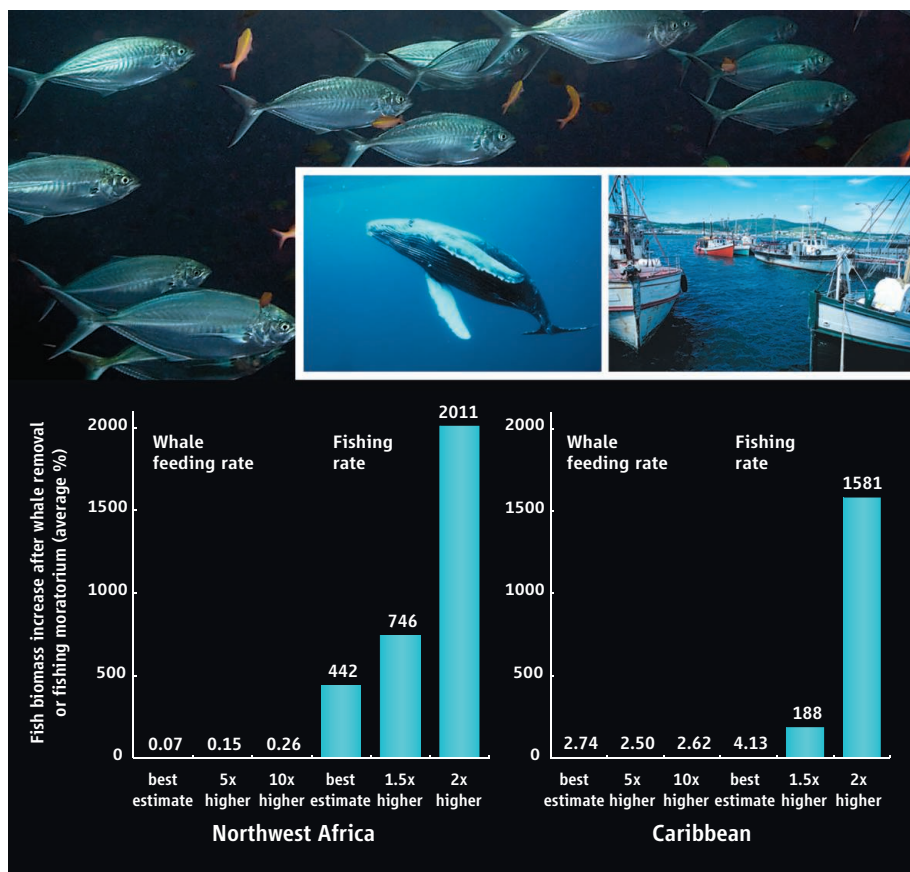 Fish biomass increase after whale removal
or fishing moratorium (average %)
2000
1500
1000
500
0
Whale
feeding rate
Fishing
rate
0.07
0.15
0.26
442
746
2011
best
estimate
5x
higher
10x
higher
best
estimate
1.5x
higher
2x
higher
Northwest Africa
2000
1500
1000
500
0
Whale
feeding rate
Fishing
rate
2.74
2.50
2.62
4.13
188
1581
best
estimate
5x
higher
10x
higher
best
estimate
1.5x
higher
2x
higher
Caribbean